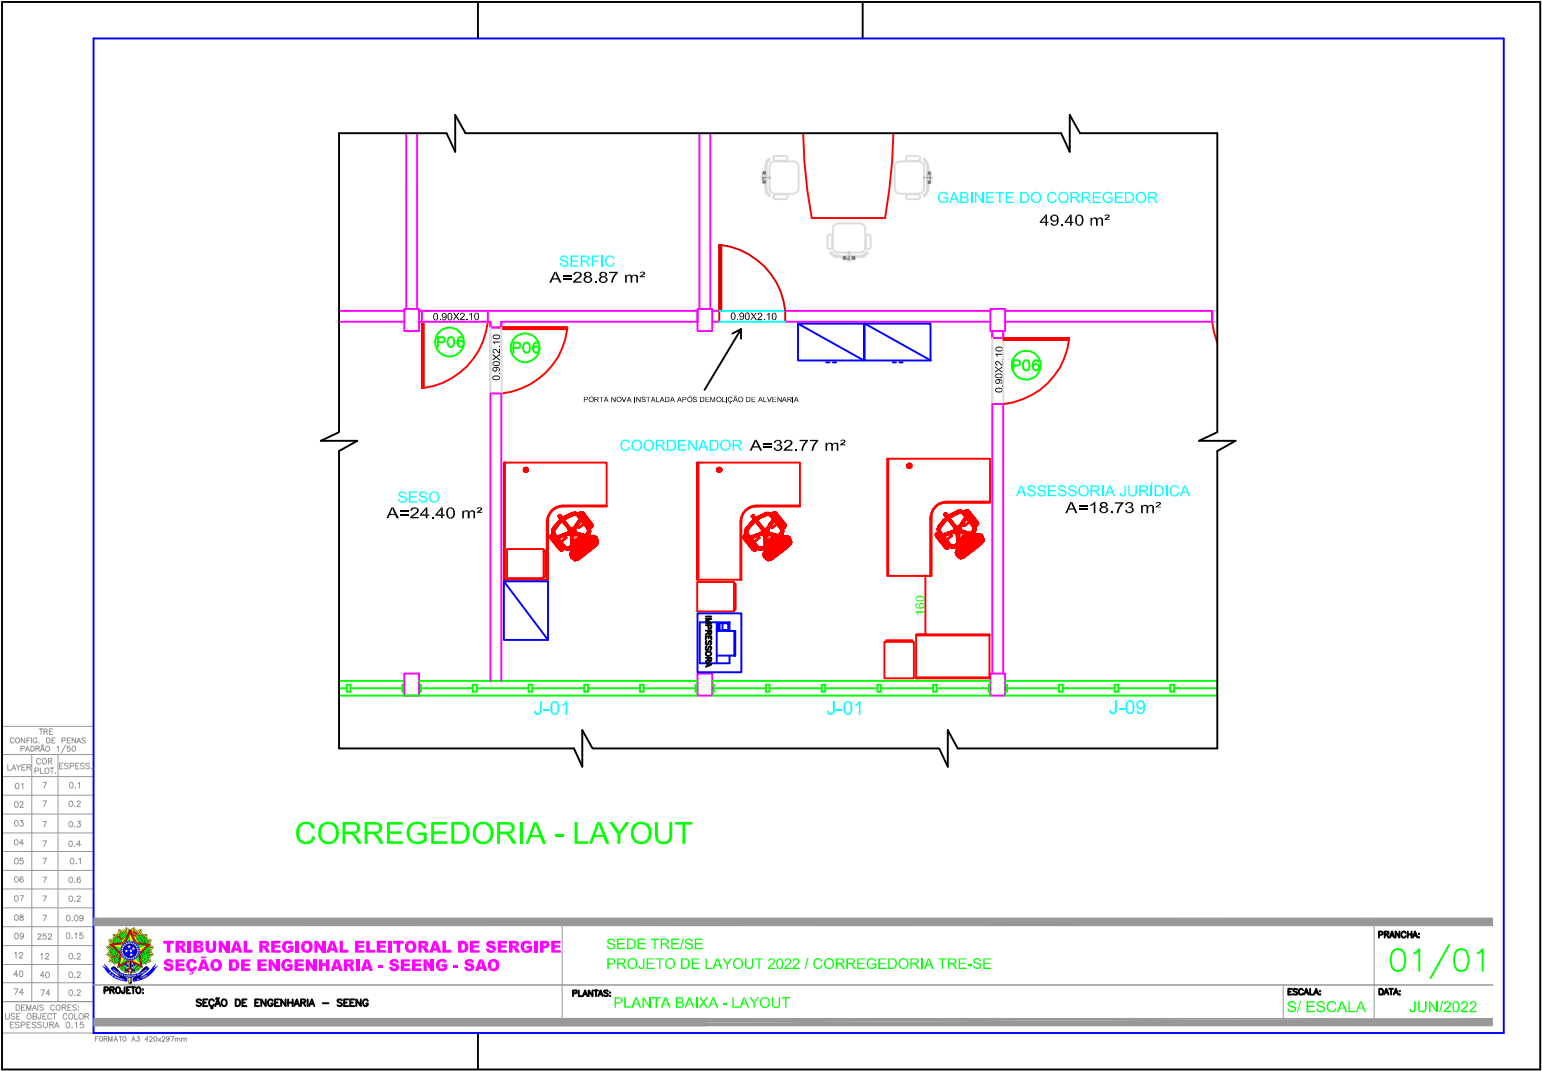 GABINETE DO CORREGEDOR
49.40 m²
SERFIC
A=28.87 m²
0.90X2.10
0.90X2.10
P06
P06
0.90X2.10
0.90X2.10
P06
PORTA NOVA INSTALADA APÓS DEMOLIÇÃO DE ALVENARIA
COORDENADOR A=32.77 m²
SESO
A=24.40 m²
ASSESSORIA JURÍDICA
A=18.73 m²
160
IMPRESSORA
J-01
J-01
J-09
CORREGEDORIA - LAYOUT
TRE
CONFIG. DE PENAS
PADRÃO 1/50
LAYER COR PLOT. ESPESS.
01 7 0.1
02 7 0.2
03 7 0.3
04 7 0.4
05 7 0.1
06 7 0.6
07 7 0.2
08 7 0.09
09 252 0.15
12 12 0.2
40 40 0.2
74 74 0.2
DEMAIS CORES:
USE OBJECT COLOR
ESPESSURA 0.15
TRIBUNAL REGIONAL ELEITORAL DE SERGIPE
SEÇÃO DE ENGENHARIA - SEENG - SAO
PROJETO:
SEÇÃO DE ENGENHARIA – SEENG
SEDE TRE/SE
PROJETO DE LAYOUT 2022 / CORREGEDORIA TRE-SE
PLANTAS:
PLANTA BAIXA - LAYOUT
PRANCHA:
01/01
ESCALA:
S/ ESCALA
DATA:
JUN/2022
FORMATO A3 420x297mm